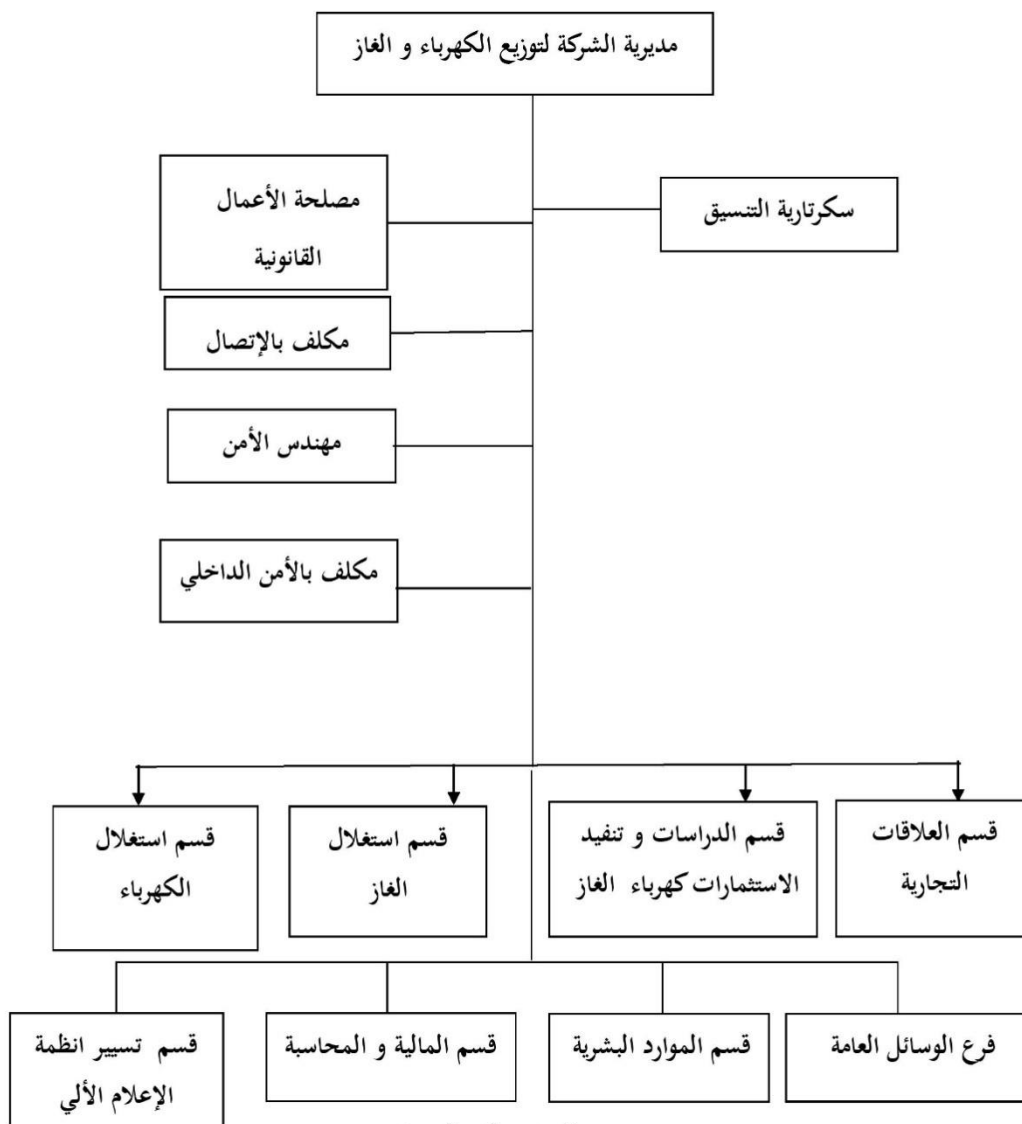 مديرية الشركة لتوزيع الكهرباء و الغاز
سكرتارية التنسيق
مصلحة الأعمال
القانونية
مكلف بالإتصال
مهندس الأمن
مكلف بالأمن الداخلي
قسم العلاقات
التجارية
قسم الدراسات و تنفيد
الاستثمارات كهرباء الغاز
قسم استغلال
الغاز
قسم استغلال
الكهرباء
فرع الوسائل العامة
قسم الموارد البشرية
قسم المالية و المحاسبة
قسم تسيير انظمة
الإعلام الألي